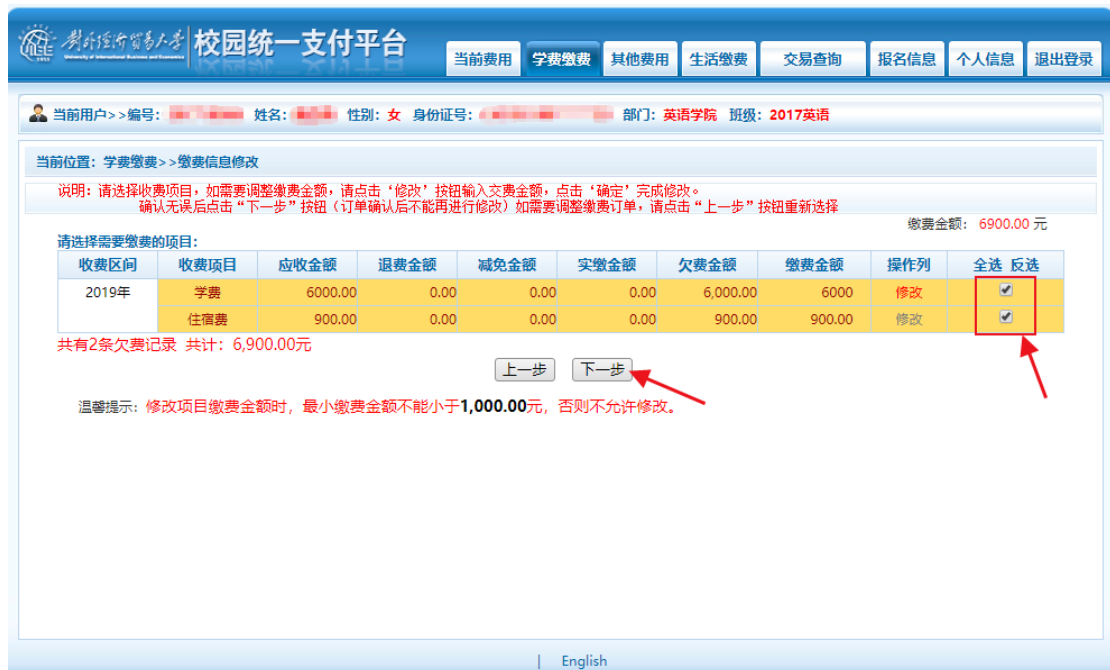 对外经济贸易大学 校园统一支付平台
University of International Business and Economics
当前费用 学费缴费 其他费用 生活缴费 交易查询 报名信息 个人信息 退出登录
当前用户>>编号: 姓名: 性别: 女 身份证号: 部门: 英语学院 班级: 2017英语
当前位置: 学费缴费>>缴费信息修改
说明: 请选择收费项目, 如需要调整缴费金额, 请点击‘修改’按钮输入交费金额, 点击‘确定’完成修改。
确认无误后点击“下一步”按钮 (订单确认后不能再进行修改) 如需要调整缴费订单, 请点击“上一步”按钮重新选择
缴费金额: 6900.00 元
请选择需要缴费的项目:
收费区间 收费项目 应收金额 退费金额 减免金额 实缴金额 欠费金额 缴费金额 操作列 全选 反选
2019年 学费 6000.00 0.00 0.00 0.00 6,000.00 6000 修改
住宿费 900.00 0.00 0.00 0.00 900.00 900.00 修改
共有2条欠费记录 共计: 6,900.00元
上一步 下一步
温馨提示: 修改项目缴费金额时, 最小缴费金额不能小于1,000.00元, 否则不允许修改。
| English